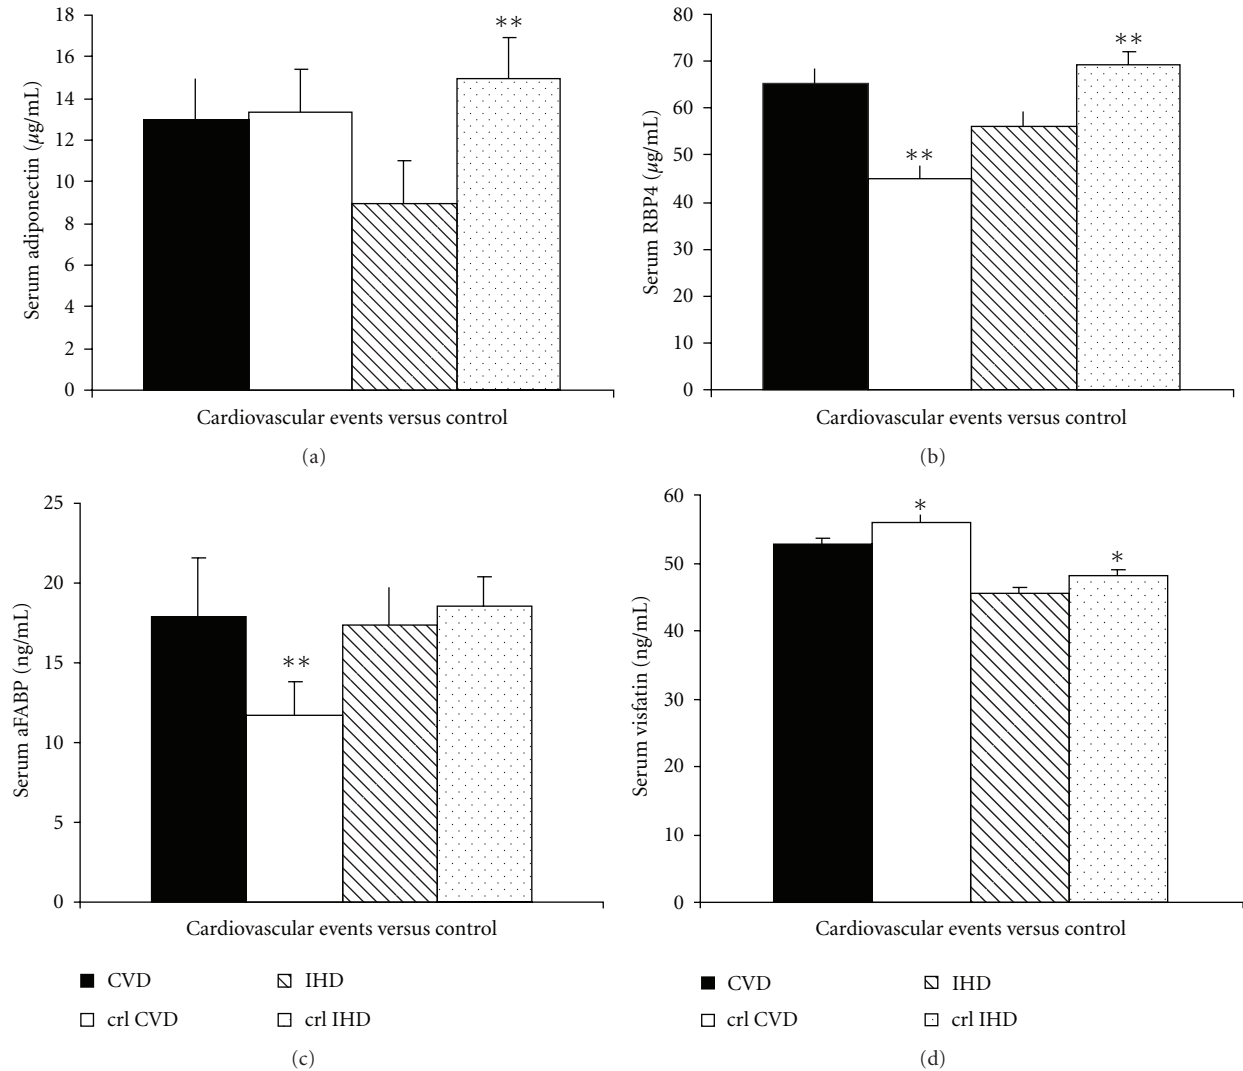 18
16
14
12
10
8
6
4
2
0
Serum adiponectin (μg/mL)
**
Cardiovascular events versus control
(a)
80
70
60
50
40
30
20
10
0
Serum RBP4 (μg/mL)
**
**
Cardiovascular events versus control
(b)
25
20
15
10
5
0
Serum aFABP (ng/mL)
**
Cardiovascular events versus control
CVD
IHD
crl CVD
crl IHD
(c)
60
50
40
30
20
10
0
Serum visfatin (ng/mL)
*
*
Cardiovascular events versus control
CVD
IHD
crl CVD
crl IHD
(d)